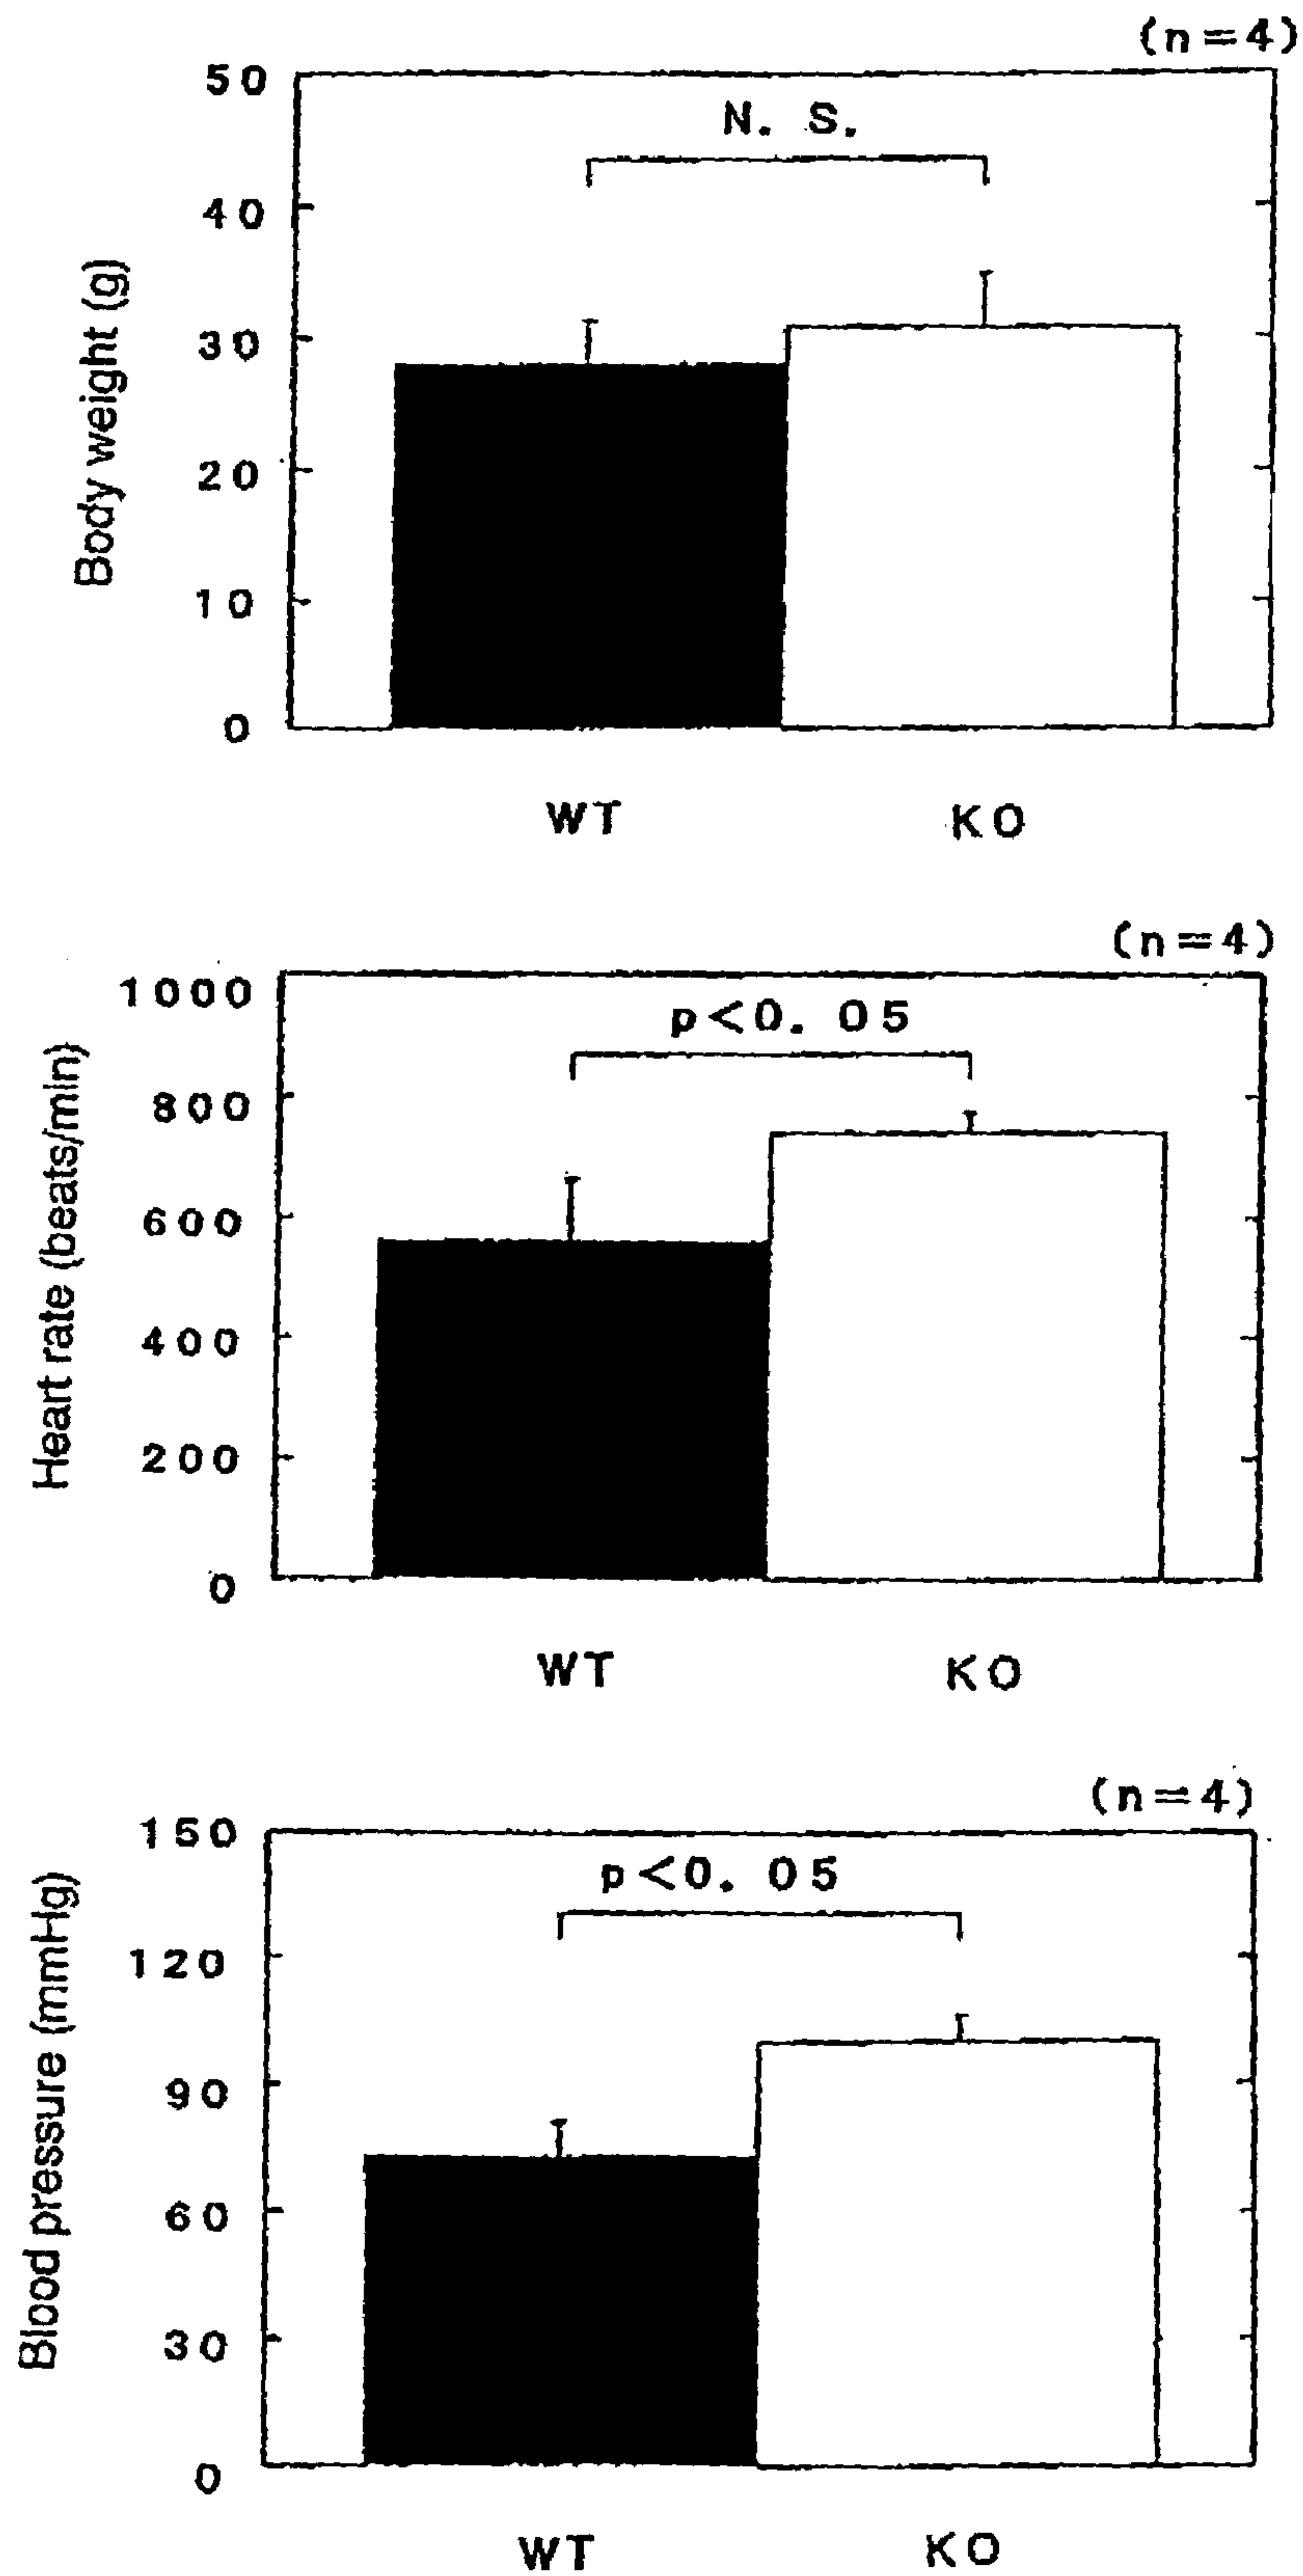 (n=4)
50
N. S.
40
30
20
10
0
Body weight (g)
WT KO
(n=4)
1000
p<0. 05
800
600
400
200
0
Heart rate (beats/min)
WT KO
(n=4)
150
p<0. 05
120
90
60
30
0
Blood pressure (mmHg)
WT KO